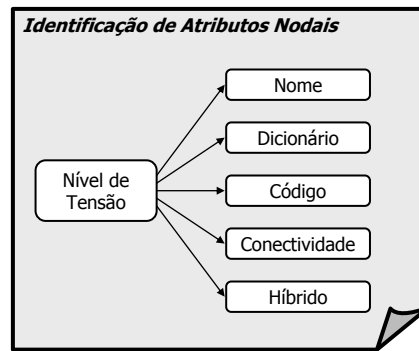 Identificação de Atributos Nodais
Nome
Dicionário
Nível de
Tensão
Código
Conectividade
Híbrido